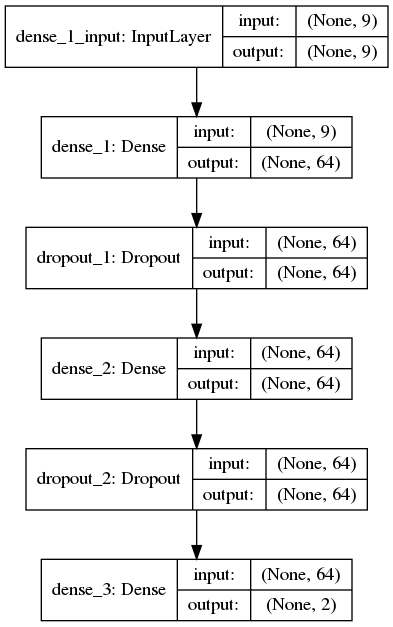 dense_1_input: InputLayer
input: (None, 9)
output: (None, 9)
dense_1: Dense
input: (None, 9)
output: (None, 64)
dropout_1: Dropout
input: (None, 64)
output: (None, 64)
dense_2: Dense
input: (None, 64)
output: (None, 64)
dropout_2: Dropout
input: (None, 64)
output: (None, 64)
dense_3: Dense
input: (None, 64)
output: (None, 2)